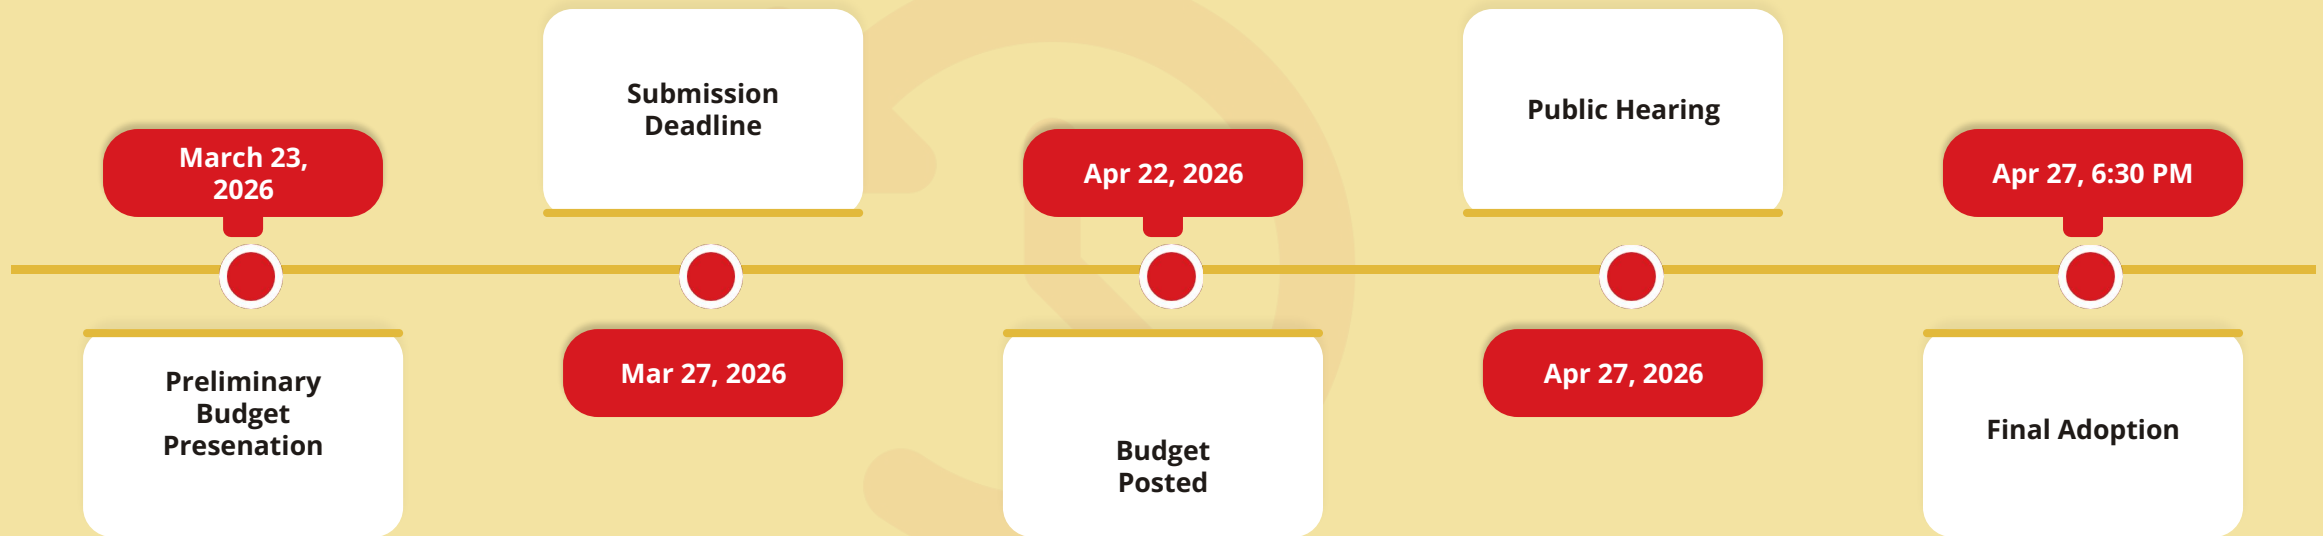 March 23,
2026
Preliminary
Budget
Presenation
Submission
Deadline
Mar 27, 2026
Apr 22, 2026
Budget
Posted
Public Hearing
Apr 27, 2026
Apr 27, 6:30 PM
Final Adoption